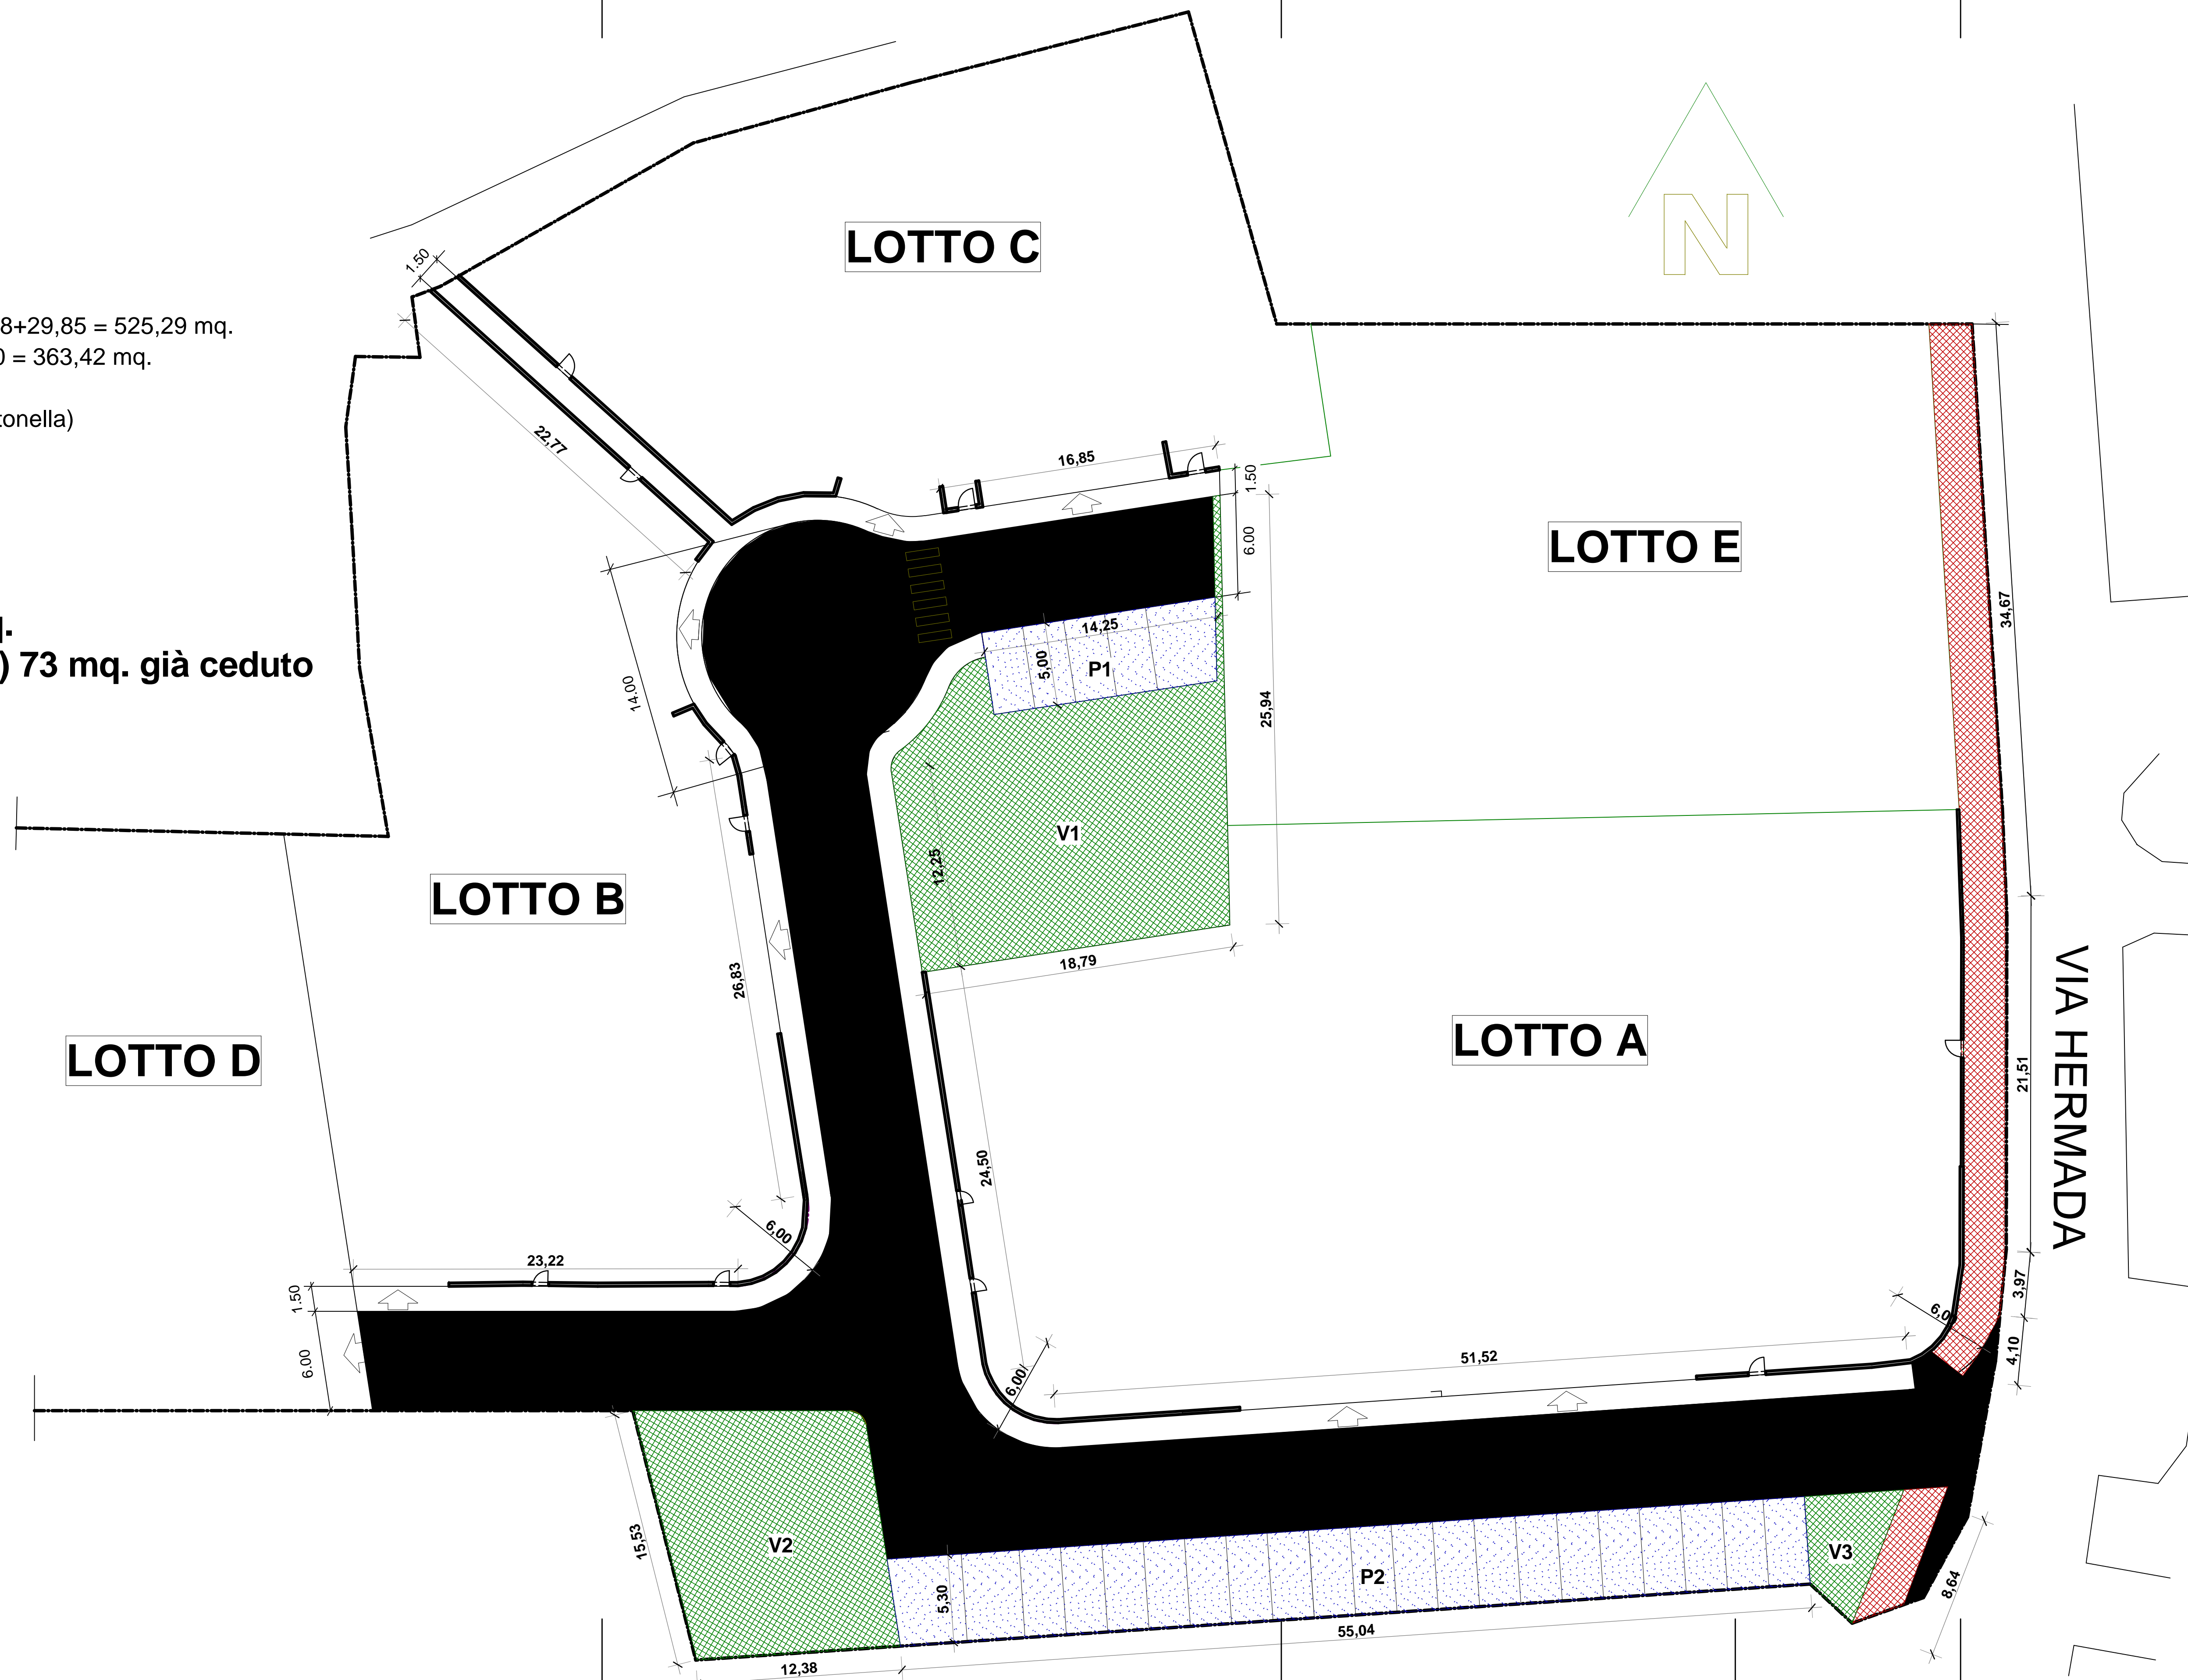 8+29,85 = 525,29 mq.
0 = 363,42 mq.
tonella)
) 73 mq. già ceduto
LOTTO C
N
1.50
22,77
16,85
1.50
6.00
14,25
5,00
P1
14.00
25,94
LOTTO E
34,67
V1
12,25
18,79
LOTTO B
26,83
LOTTO D
LOTTO A
VIA HERMADA
21,51
24,50
6,00
23,22
1.50
6.00
6,00
51,52
6,0
3,97
4,10
V2
15,53
5,30
P2
V3
8,64
55,04
12,38